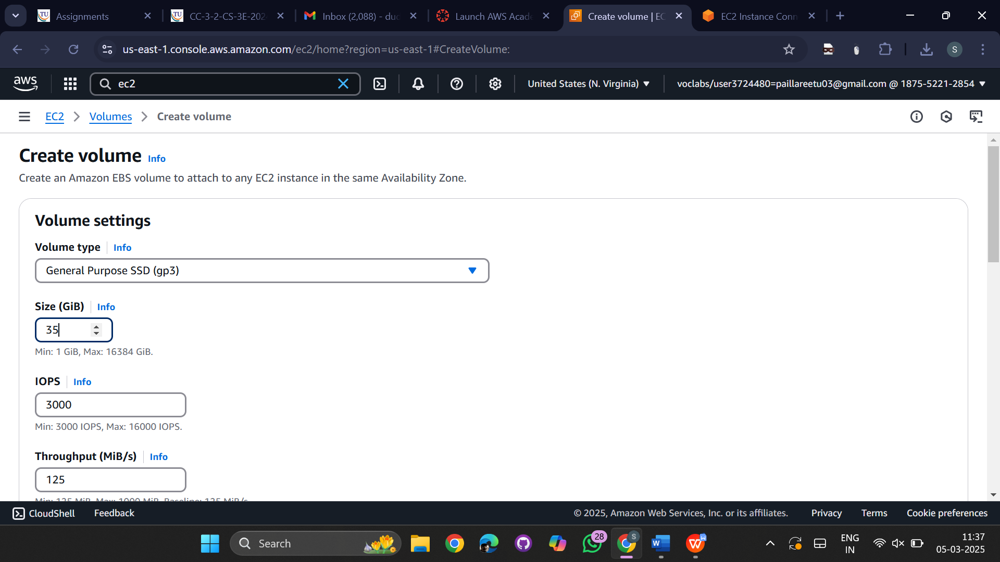 Assignments
CC-3-2-CS-3E-202
Inbox (2,088) - dud
Launch AWS Acade
Create volume | EC
EC2 Instance Conn
us-east-1.console.aws.amazon.com/ec2/home?region=us-east-1#CreateVolume:
S
aws
ec2
United States (N. Virginia)
voclabs/user3724480=paillareetu03@gmail.com @ 1875-5221-2854
EC2
Volumes
Create volume
Create volume Info
Create an Amazon EBS volume to attach to any EC2 instance in the same Availability Zone.
Volume settings
Volume type Info
General Purpose SSD (gp3)
Size (GiB) Info
35
Min: 1 GiB, Max: 16384 GiB.
IOPS Info
3000
Min: 3000 IOPS, Max: 16000 IOPS.
Throughput (MiB/s) Info
125
Min: 125 MiB, Max: 1000 MiB. Baseline: 125 MiB/s.
CloudShell
Feedback
© 2025, Amazon Web Services, Inc. or its affiliates.
Privacy
Terms
Cookie preferences
Search
28
S
ENG
IN
11:37
05-03-2025